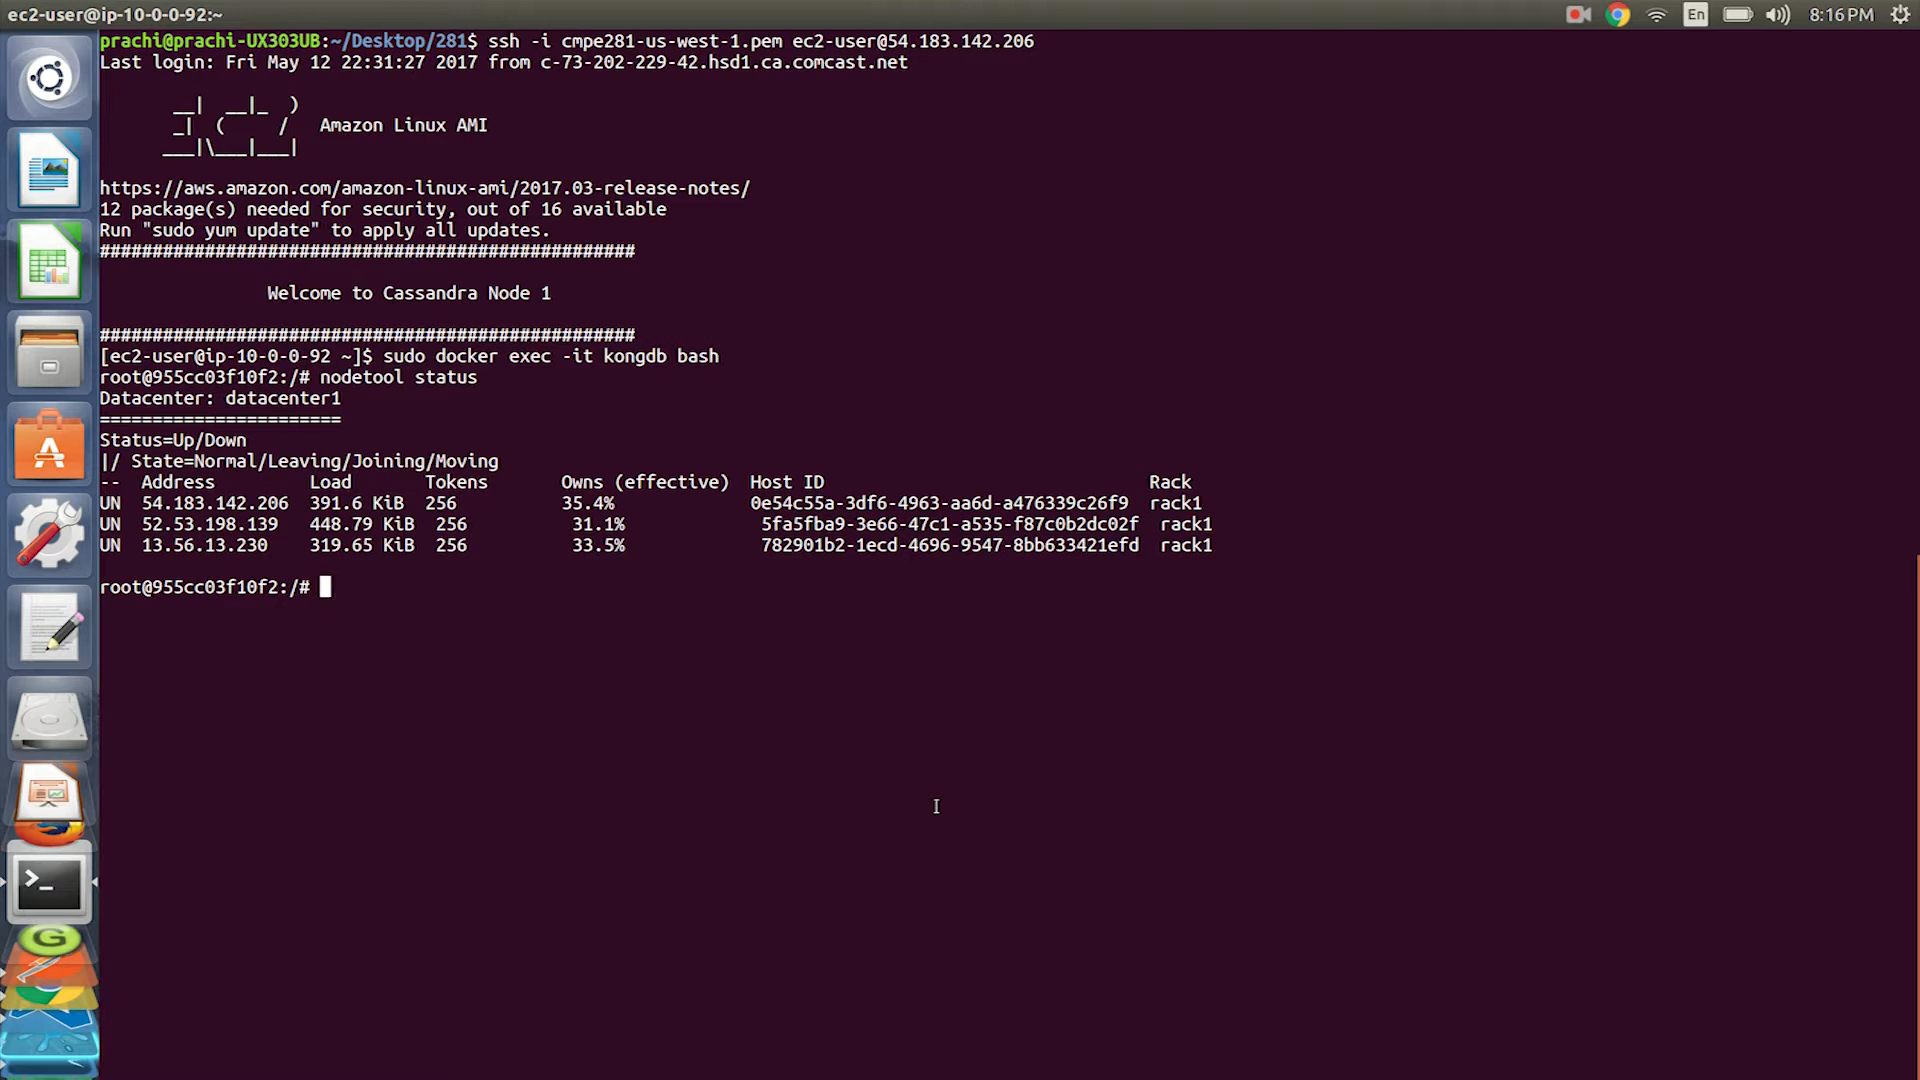 ec2-user@ip-10-0-0-92:~
En
8:16 PM
prachi@prachi-UX303UB:~/Desktop/281$ ssh -i cmpe281-us-west-1.pem ec2-user@54.183.142.206
Last login: Fri May 12 22:31:27 2017 from c-73-202-229-42.hsd1.ca.comcast.net
__|  __|_  )
_|  (     /   Amazon Linux AMI
___|\___|___|
https://aws.amazon.com/amazon-linux-ami/2017.03-release-notes/
12 package(s) needed for security, out of 16 available
Run "sudo yum update" to apply all updates.
###################################################
Welcome to Cassandra Node 1
###################################################
[ec2-user@ip-10-0-0-92 ~]$ sudo docker exec -it kongdb bash
root@955cc03f10f2:/# nodetool status
Datacenter: datacenter1
=======================
Status=Up/Down
|/ State=Normal/Leaving/Joining/Moving
--  Address         Load       Tokens       Owns (effective)  Host ID                               Rack
UN  54.183.142.206  391.6 KiB  256          35.4%             0e54c55a-3df6-4963-aa6d-a476339c26f9  rack1
UN  52.53.198.139   448.79 KiB  256          31.1%             5fa5fba9-3e66-47c1-a535-f87c0b2dc02f  rack1
UN  13.56.13.230    319.65 KiB  256          33.5%             782901b2-1ecd-4696-9547-8bb633421efd  rack1
root@955cc03f10f2:/#